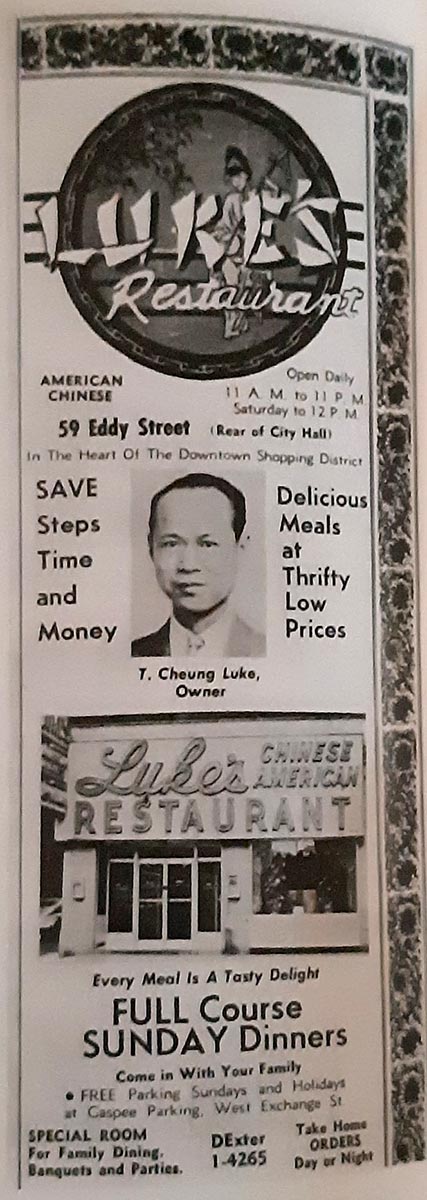 LUKE'S
Restaurant
AMERICAN
CHINESE
Open Daily
11 A. M. to 11 P. M
Saturday to 12 P. M.
59 Eddy Street (Rear of City Hall)
In The Heart Of The Downtown Shopping District
SAVE
Steps
Time
and
Money
Delicious
Meals
at
Thrifty
Low
Prices
T. Cheung Luke,
Owner
Luke's CHINESE
AMERICAN
RESTAURANT
Every Meal Is A Tasty Delight
FULL Course
SUNDAY Dinners
Come in With Your Family
• FREE Parking Sundays and Holidays
at Gaspee Parking, West Exchange St.
SPECIAL ROOM
For Family Dining,
Banquets and Parties.
DExter
1-4265
Take Home
ORDERS
Day or Night